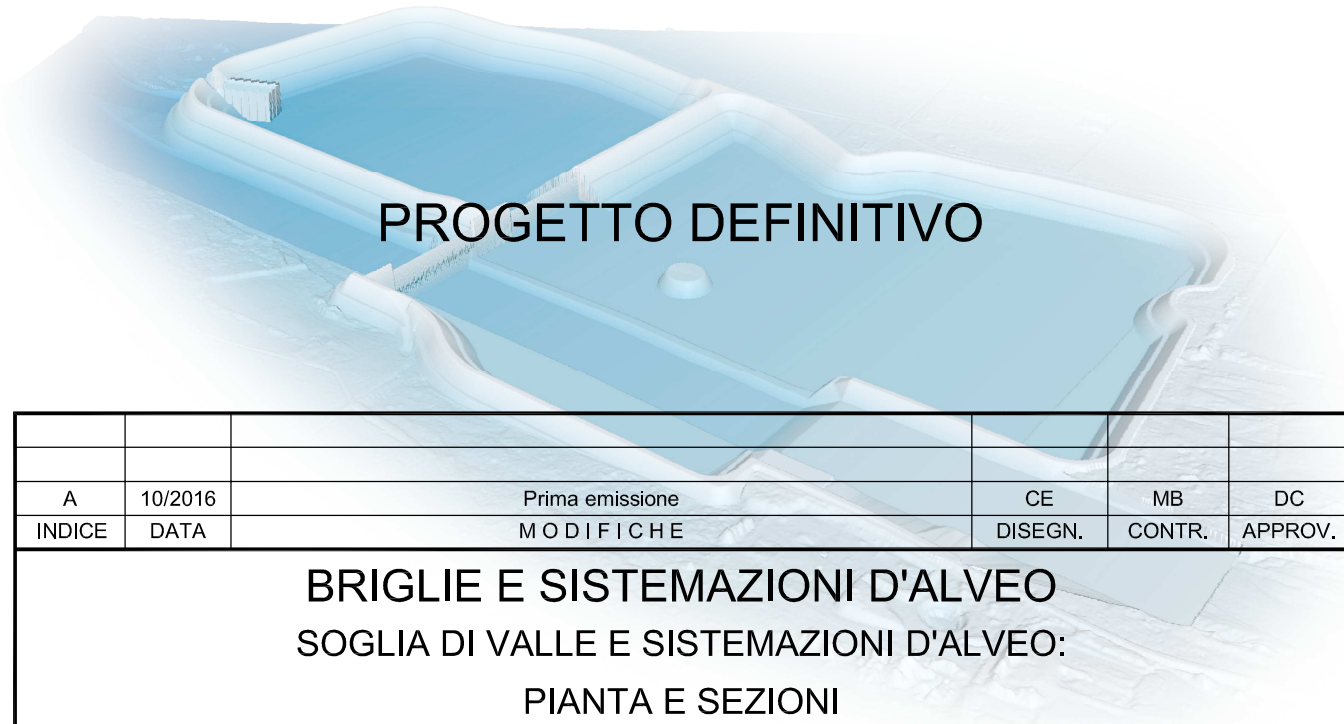 PROGETTO DEFINITIVO
A 10/2016 Prima emissione CE MB DC
INDICE DATA MODIFICHE DISEGN. CONTR. APPROV.
BRIGLIE E SISTEMAZIONI D'ALVEO
SOGLIA DI VALLE E SISTEMAZIONI D'ALVEO:
PIANTA E SEZIONI